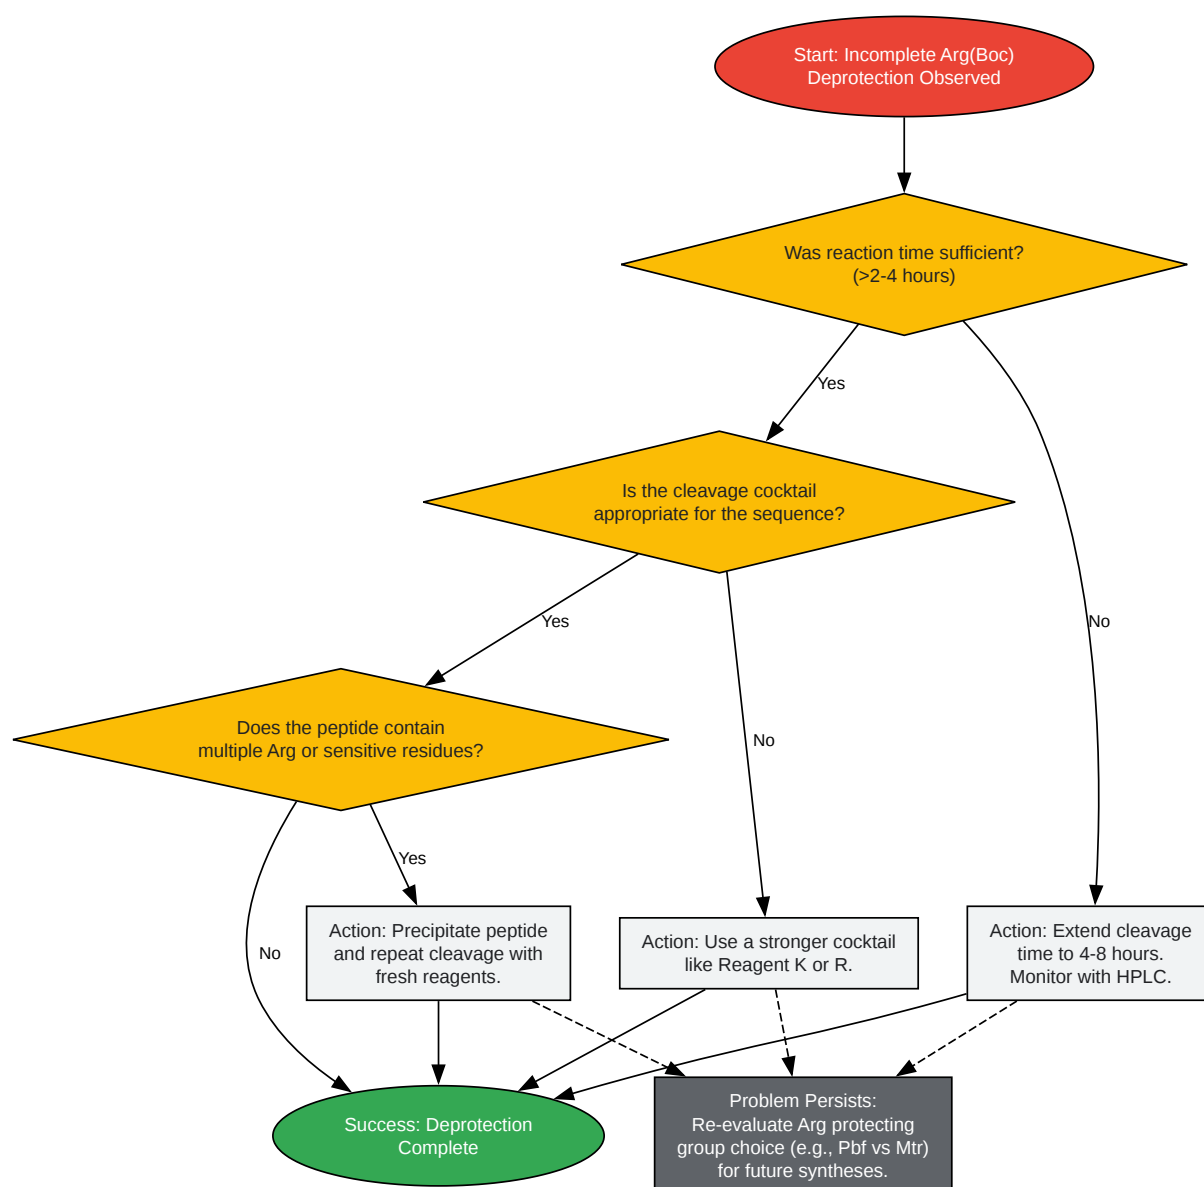 Start: Incomplete Arg(Boc)
Deprotection Observed
Was reaction time sufficient?
(>2-4 hours)
Yes
Is the cleavage cocktail
appropriate for the sequence?
No
Yes
Does the peptide contain
multiple Arg or sensitive residues?
No
Yes
No
Action: Precipitate peptide
and repeat cleavage with
fresh reagents.
Action: Use a stronger cocktail
like Reagent K or R.
Action: Extend cleavage
time to 4-8 hours.
Monitor with HPLC.
Success: Deprotection
Complete
Problem Persists:
Re-evaluate Arg protecting
group choice (e.g., Pbf vs Mtr)
for future syntheses.